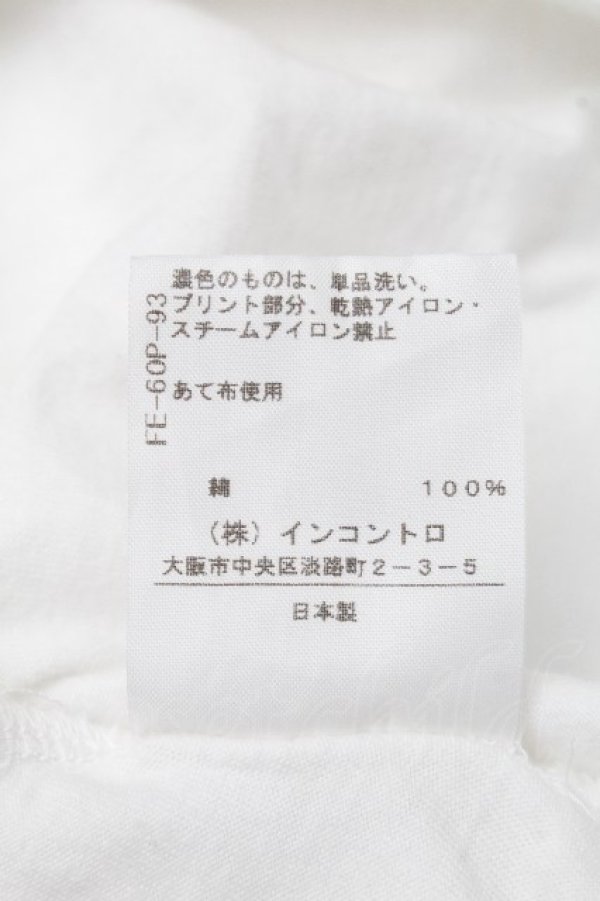 濃色のものは、単品洗い。
プリント部分、乾熱アイロン・
スチームアイロン禁止
あて布使用
FE-60P-93
綿 100%
(株)インコントロ
大阪市中央区淡路町2-3-5
日本製